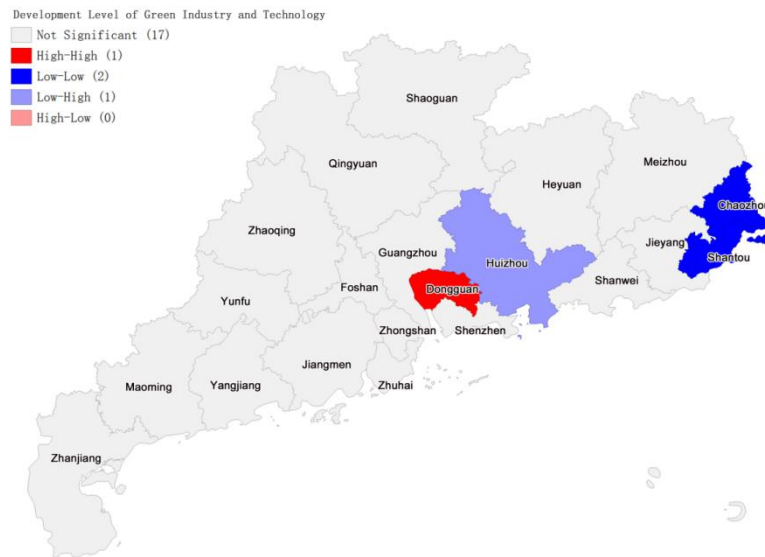 Development Level of Green Industry and Technology
Not Significant (17)
High-High (1)
Low-Low (2)
Low-High (1)
High-Low (0)
Shaoguan
Qingyuan
Meizhou
Heyuan
Chaozhou
Zhaoqing
Jieyang
Guangzhou
Shantou
Huizhou
Shanwei
Foshan
Dongguan
Yunfu
Zhongshan
Shenzhen
Jiangmen
Maoming
Yangjiang
Zhuhai
Zhanjiang